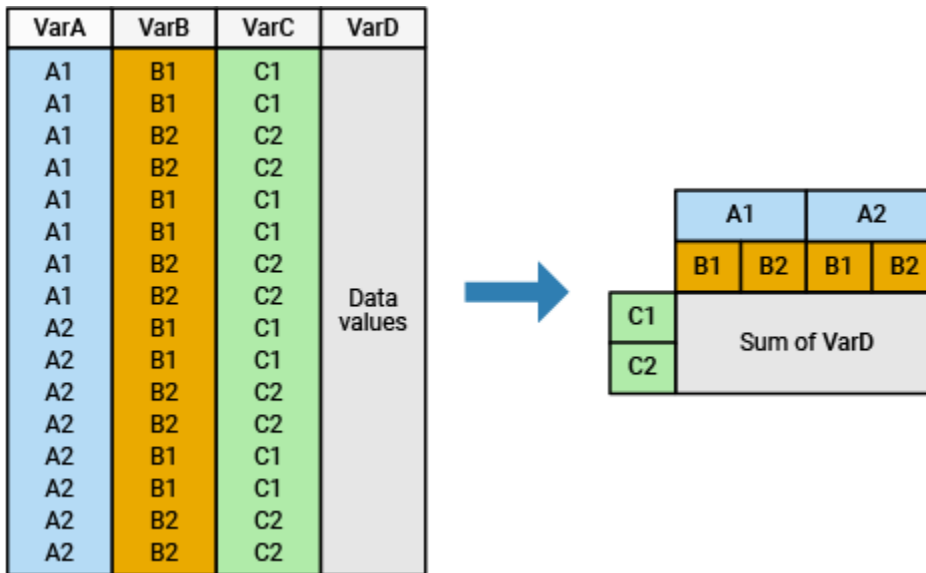 VarA VarB VarC VarD
A1 B1 C1
A1 B1 C1
A1 B2 C2
A1 B2 C2
A1 B1 C1
A1 B1 C1
A1 B2 C2
A1 B2 C2
A2 B1 C1
A2 B1 C1
A2 B2 C2
A2 B2 C2
A2 B1 C1
A2 B1 C1
A2 B2 C2
A2 B2 C2
Data
values
A1 A2
B1 B2 B1 B2
C1
C2
Sum of VarD